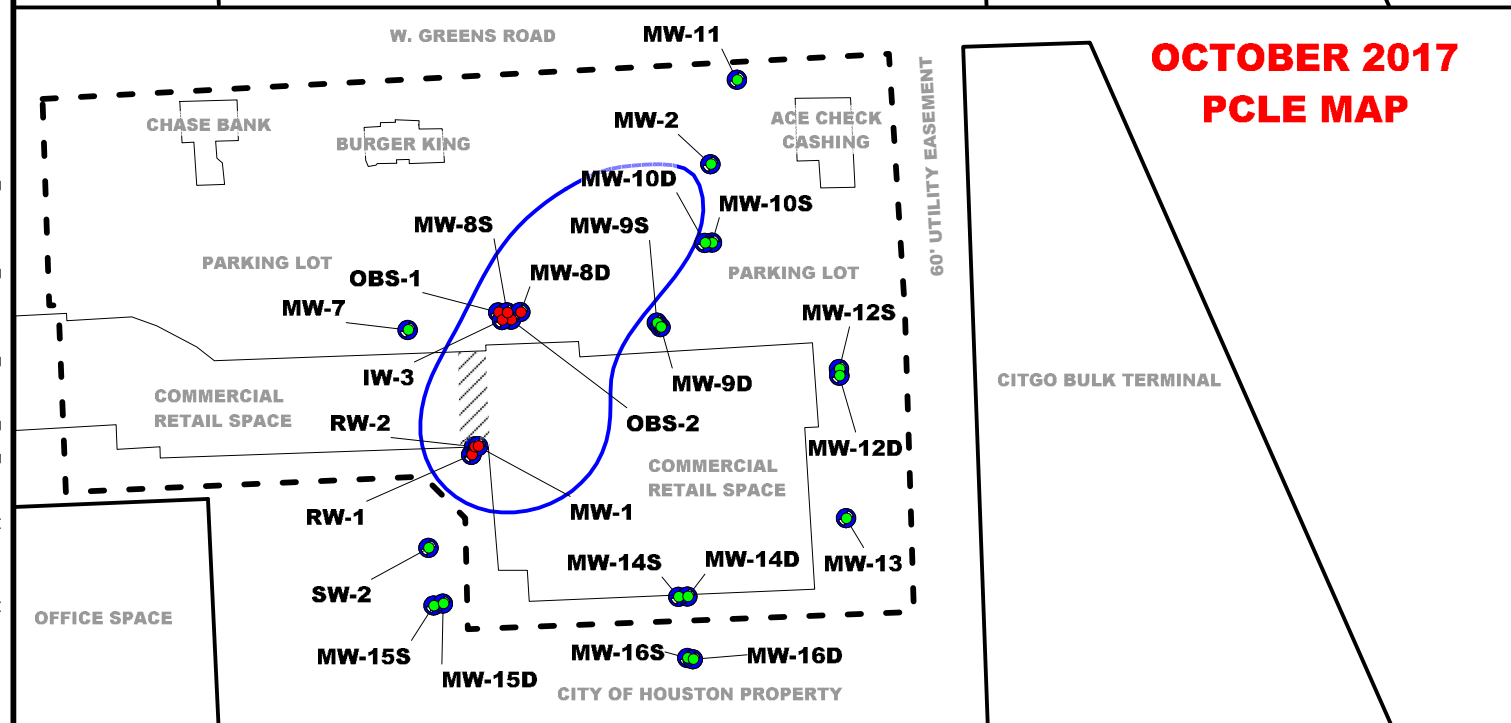 W. GREENS ROAD
MW-11
OCTOBER 2017
PCLE MAP
60' UTILITY EASEMENT
CHASE BANK
BURGER KING
MW-2
ACE CHECK
CASHING
MW-10D
MW-10S
MW-8S
MW-9S
PARKING LOT
OBS-1
MW-8D
PARKING LOT
MW-7
MW-12S
IW-3
MW-9D
CITGO BULK TERMINAL
COMMERCIAL
RETAIL SPACE
RW-2
OBS-2
MW-12D
COMMERCIAL
RETAIL SPACE
RW-1
MW-1
MW-14S
MW-14D
MW-13
SW-2
OFFICE SPACE
MW-15S
MW-15D
MW-16S
MW-16D
CITY OF HOUSTON PROPERTY